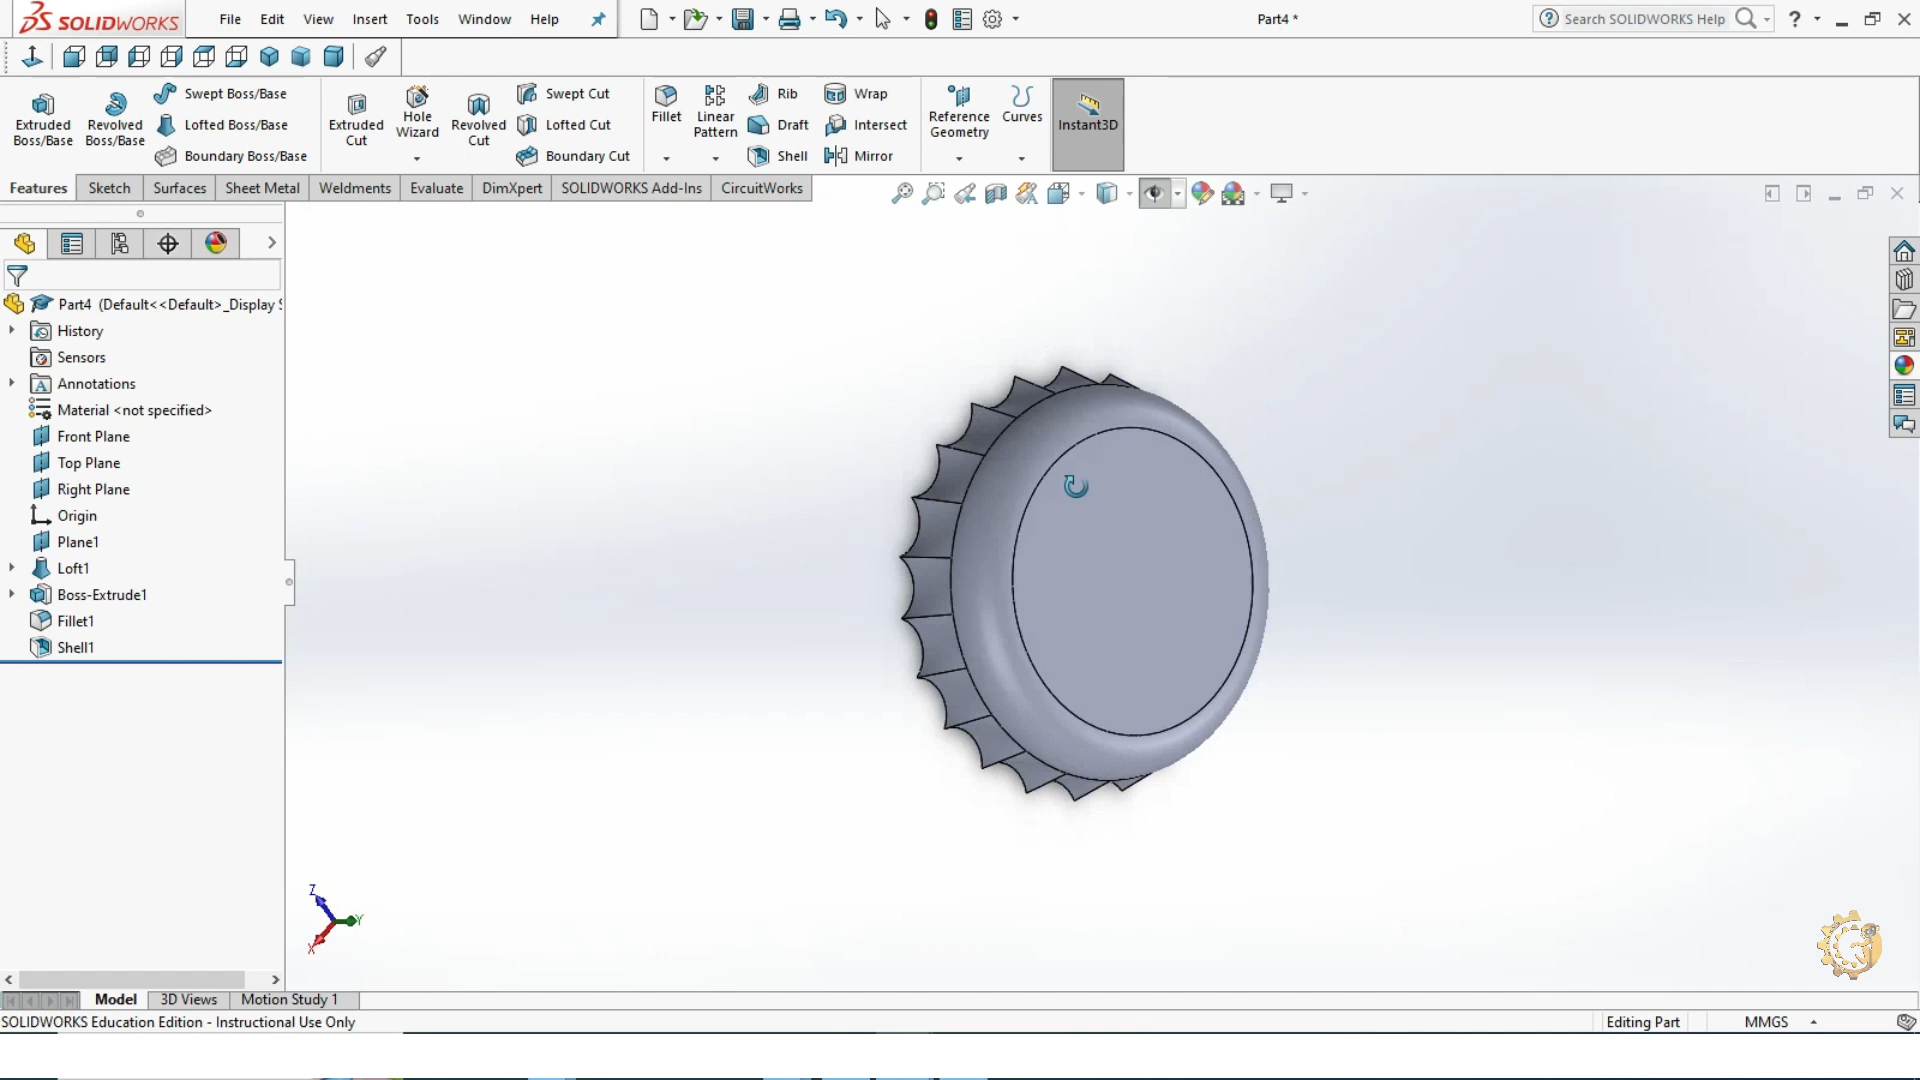 SOLIDWORKS File Edit View Insert Tools Window Help Part4 * Search SOLIDWORKS Help ?
Extruded Boss/Base
Revolved Boss/Base
Swept Boss/Base
Lofted Boss/Base
Boundary Boss/Base
Extruded Cut
Hole Wizard
Revolved Cut
Swept Cut
Lofted Cut
Boundary Cut
Fillet
Linear Pattern
Rib
Draft
Shell
Wrap
Intersect
Mirror
Reference Geometry
Curves
Instant3D
Features Sketch Surfaces Sheet Metal Weldments Evaluate DimXpert SOLIDWORKS Add-Ins CircuitWorks
Part4 (Default<<Default>_Display S
History
Sensors
Annotations
Material <not specified>
Front Plane
Top Plane
Right Plane
Origin
Plane1
Loft1
Boss-Extrude1
Fillet1
Shell1
Z
Y
X
Model 3D Views Motion Study 1
SOLIDWORKS Education Edition - Instructional Use Only Editing Part MMGS